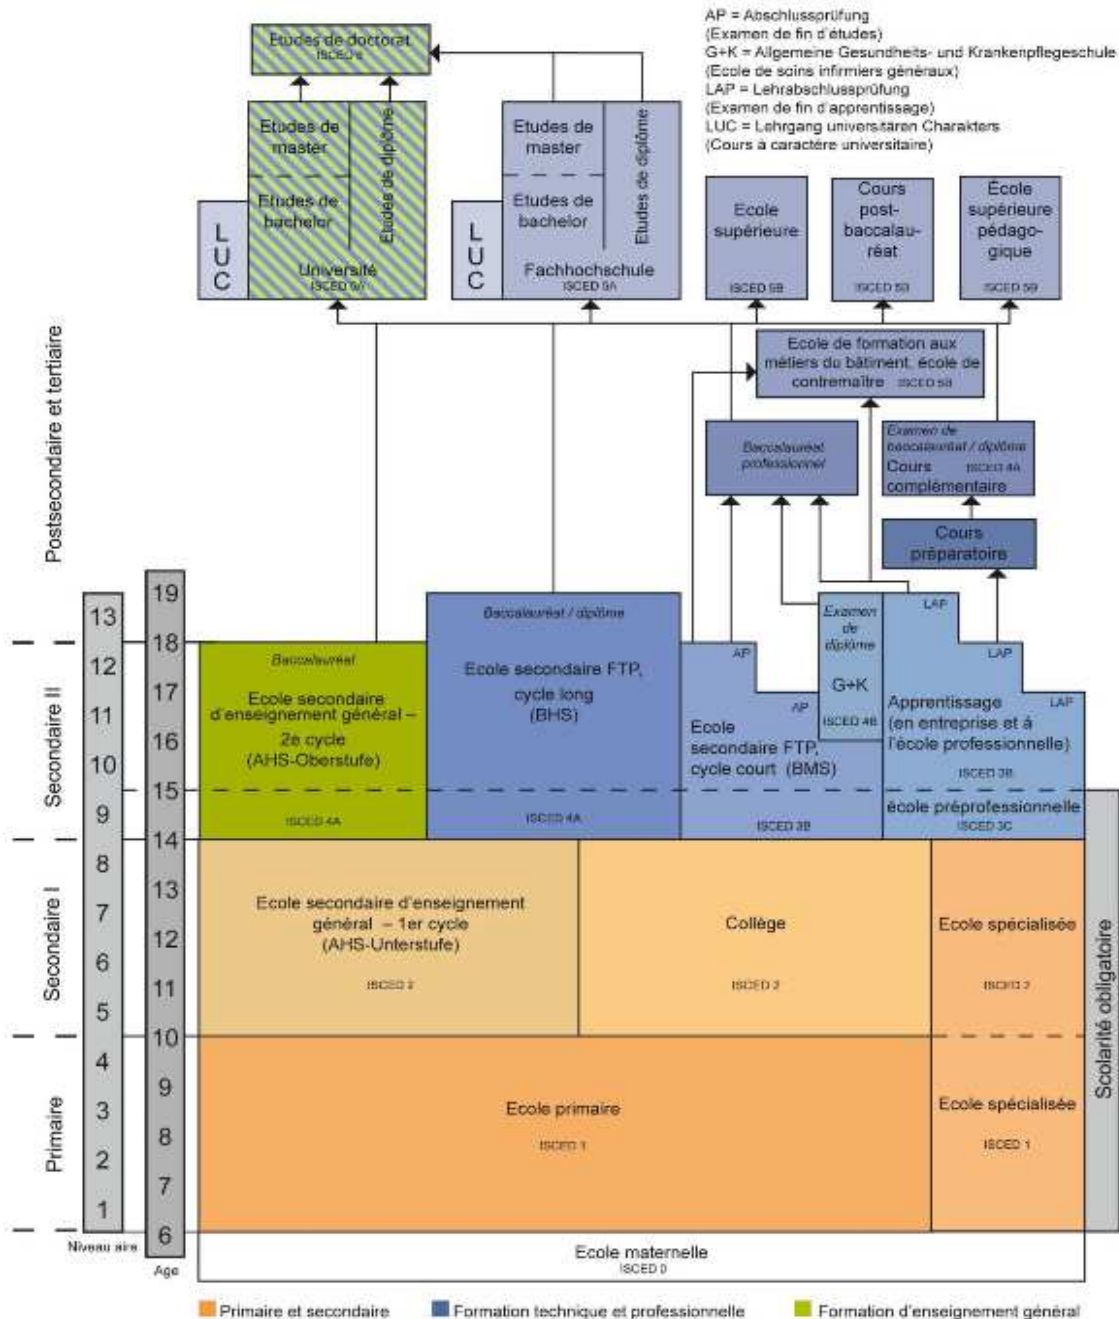 AP = Abschlussprüfung
(Examen de fin d'études)
G+K = Allgemeine Gesundheits- und Krankenpflegeschule
(Ecole de soins infirmiers généraux)
LAP = Lehrabschlussprüfung
(Examen de fin d'apprentissage)
LUC = Lehrgang universitären Charakters
(Cours à caractère universitaire)
Etudes de doctorat
ISCED 6
Etudes de
master
Etudes de
bachelor
Etudes de diplôme
Université
ISCED 5A
L
U
C
Etudes de
master
Etudes de
bachelor
Etudes de diplôme
Fachhochschule
ISCED 5A
L
U
C
Ecole
supérieure
ISCED 5B
Cours
post-
baccalau-
réat
ISCED 5B
École
supérieure
pédago-
gique
ISCED 5B
Postsecondaire et tertiaire
Ecole de formation aux
métiers du bâtiment, école de
contremaître ISCED 5B
Baccalauréat
professionnel
Examen de
baccalauréat / diplôme
Cours ISCED 4A
complémentaire
Cours
préparatoire
13
12
11
10
9
8
7
6
5
4
3
2
1
Niveau aire
19
18
17
16
15
14
13
12
11
10
9
8
7
6
Age
Secondaire II
Secondaire I
Primaire
Baccalauréat
Ecole secondaire
d'enseignement général –
2è cycle
(AHS-Oberstufe)
ISCED 4A
Baccalauréat / diplôme
Ecole secondaire FTP,
cycle long
(BHS)
ISCED 4A
AP
AP
Ecole
secondaire FTP,
cycle court (BMS)
ISCED 3B
Examen
de
diplôme
G+K
ISCED 4B
LAP
LAP
LAP
Apprentissage
(en entreprise et à
l'école professionnelle)
ISCED 3B
école préprofessionnelle
ISCED 3C
Ecole secondaire d'enseignement
général – 1er cycle
(AHS-Unterstufe)
ISCED 2
Collège
ISCED 2
Ecole spécialisée
ISCED 2
Ecole primaire
ISCED 1
Ecole spécialisée
ISCED 1
Scolarité obligatoire
Ecole maternelle
ISCED 0
Primaire et secondaire
Formation technique et professionnelle
Formation d'enseignement général